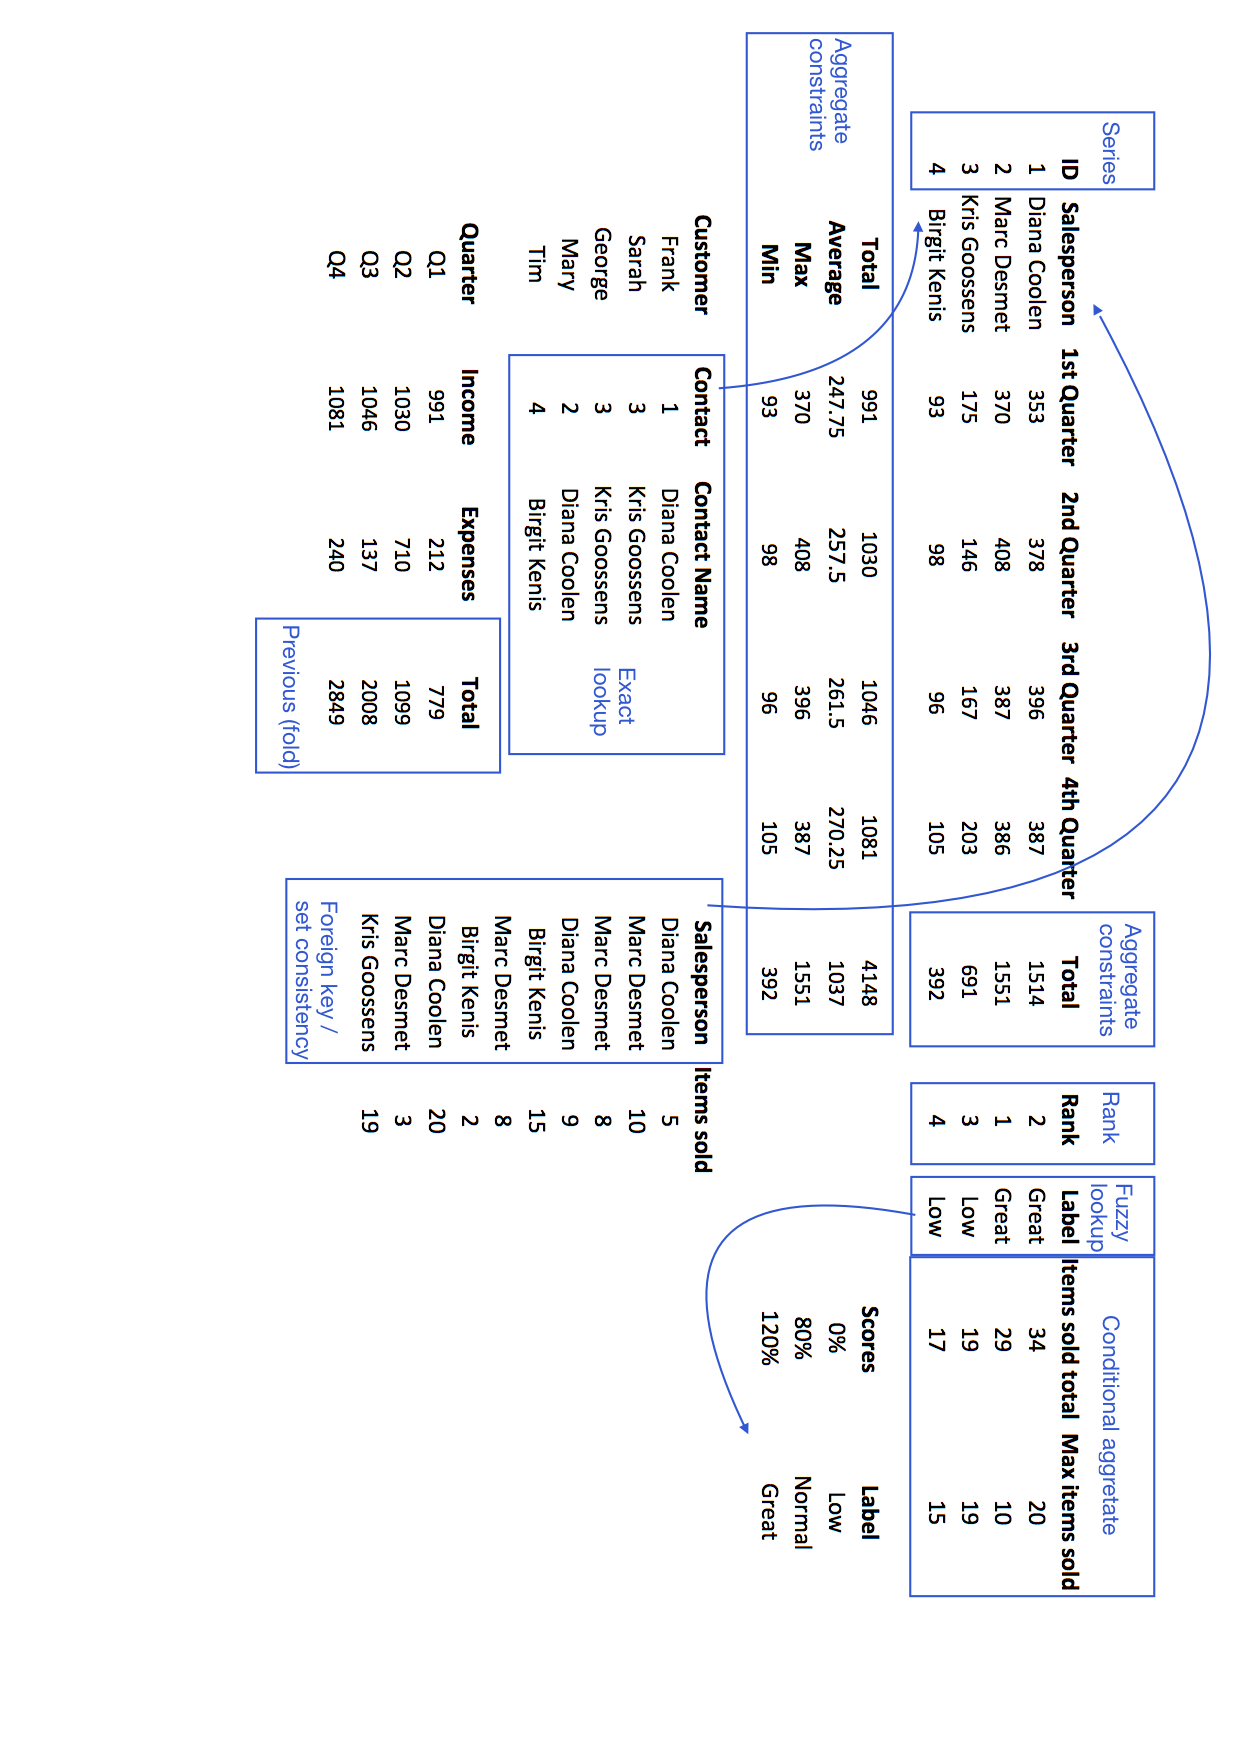 Series Aggregate constraints Rank Fuzzy lookup Conditional aggretate
ID Salesperson 1st Quarter 2nd Quarter 3rd Quarter 4th Quarter Total Rank Label Items sold total Max items sold
1 Diana Coolen 353 378 396 387 1514 2 Great 34 20
2 Marc Desmet 370 408 387 386 1551 1 Great 29 10
3 Kris Goossens 175 146 167 203 691 3 Low 19 19
4 Birgit Kenis 93 98 96 105 392 4 Low 17 15
Aggregate constraints
Total 991 1030 1046 1081 4148 Scores Label
Average 247.75 257.5 261.5 270.25 1037 0% Low
Max 370 408 396 387 1551 80% Normal
Min 93 98 96 105 392 120% Great
Customer Contact Contact Name Salesperson Items sold
Frank 1 Diana Coolen Diana Coolen 5
Sarah 3 Kris Goossens Marc Desmet 10
George 3 Kris Goossens Marc Desmet 8
Mary 2 Diana Coolen Diana Coolen 9
Tim 4 Birgit Kenis Birgit Kenis 15
Exact lookup
Marc Desmet 8
Quarter Income Expenses Total Birgit Kenis 2
Q1 991 212 779 Diana Coolen 20
Q2 1030 710 1099 Marc Desmet 3
Q3 1046 137 2008 Kris Goossens 19
Q4 1081 240 2849
Previous (fold)
Foreign key /
set consistency